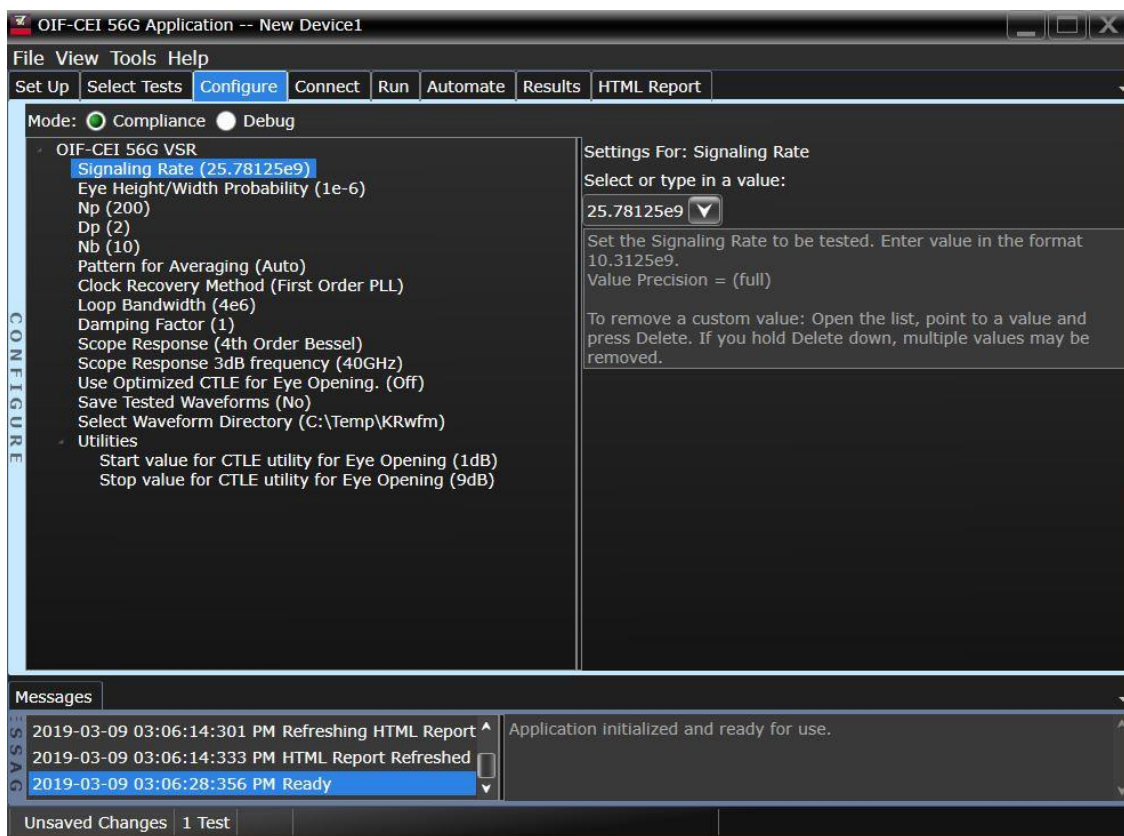 OIF-CEI 56G Application -- New Device1
File View Tools Help
Set Up Select Tests Configure Connect Run Automate Results HTML Report
Mode: Compliance Debug
OIF-CEI 56G VSR
Signaling Rate (25.78125e9)
Eye Height/Width Probability (1e-6)
Np (200)
Dp (2)
Nb (10)
Pattern for Averaging (Auto)
Clock Recovery Method (First Order PLL)
Loop Bandwidth (4e6)
Damping Factor (1)
Scope Response (4th Order Bessel)
Scope Response 3dB frequency (40GHz)
Use Optimized CTLE for Eye Opening. (Off)
Save Tested Waveforms (No)
Select Waveform Directory (C:\Temp\KRwfm)
Utilities
Start value for CTLE utility for Eye Opening (1dB)
Stop value for CTLE utility for Eye Opening (9dB)
CONFIGURE
Settings For: Signaling Rate
Select or type in a value:
25.78125e9
Set the Signaling Rate to be tested. Enter value in the format
10.3125e9.
Value Precision = (full)
To remove a custom value: Open the list, point to a value and
press Delete. If you hold Delete down, multiple values may be
removed.
Messages
2019-03-09 03:06:14:301 PM Refreshing HTML Report
2019-03-09 03:06:14:333 PM HTML Report Refreshed
2019-03-09 03:06:28:356 PM Ready
Application initialized and ready for use.
Unsaved Changes 1 Test